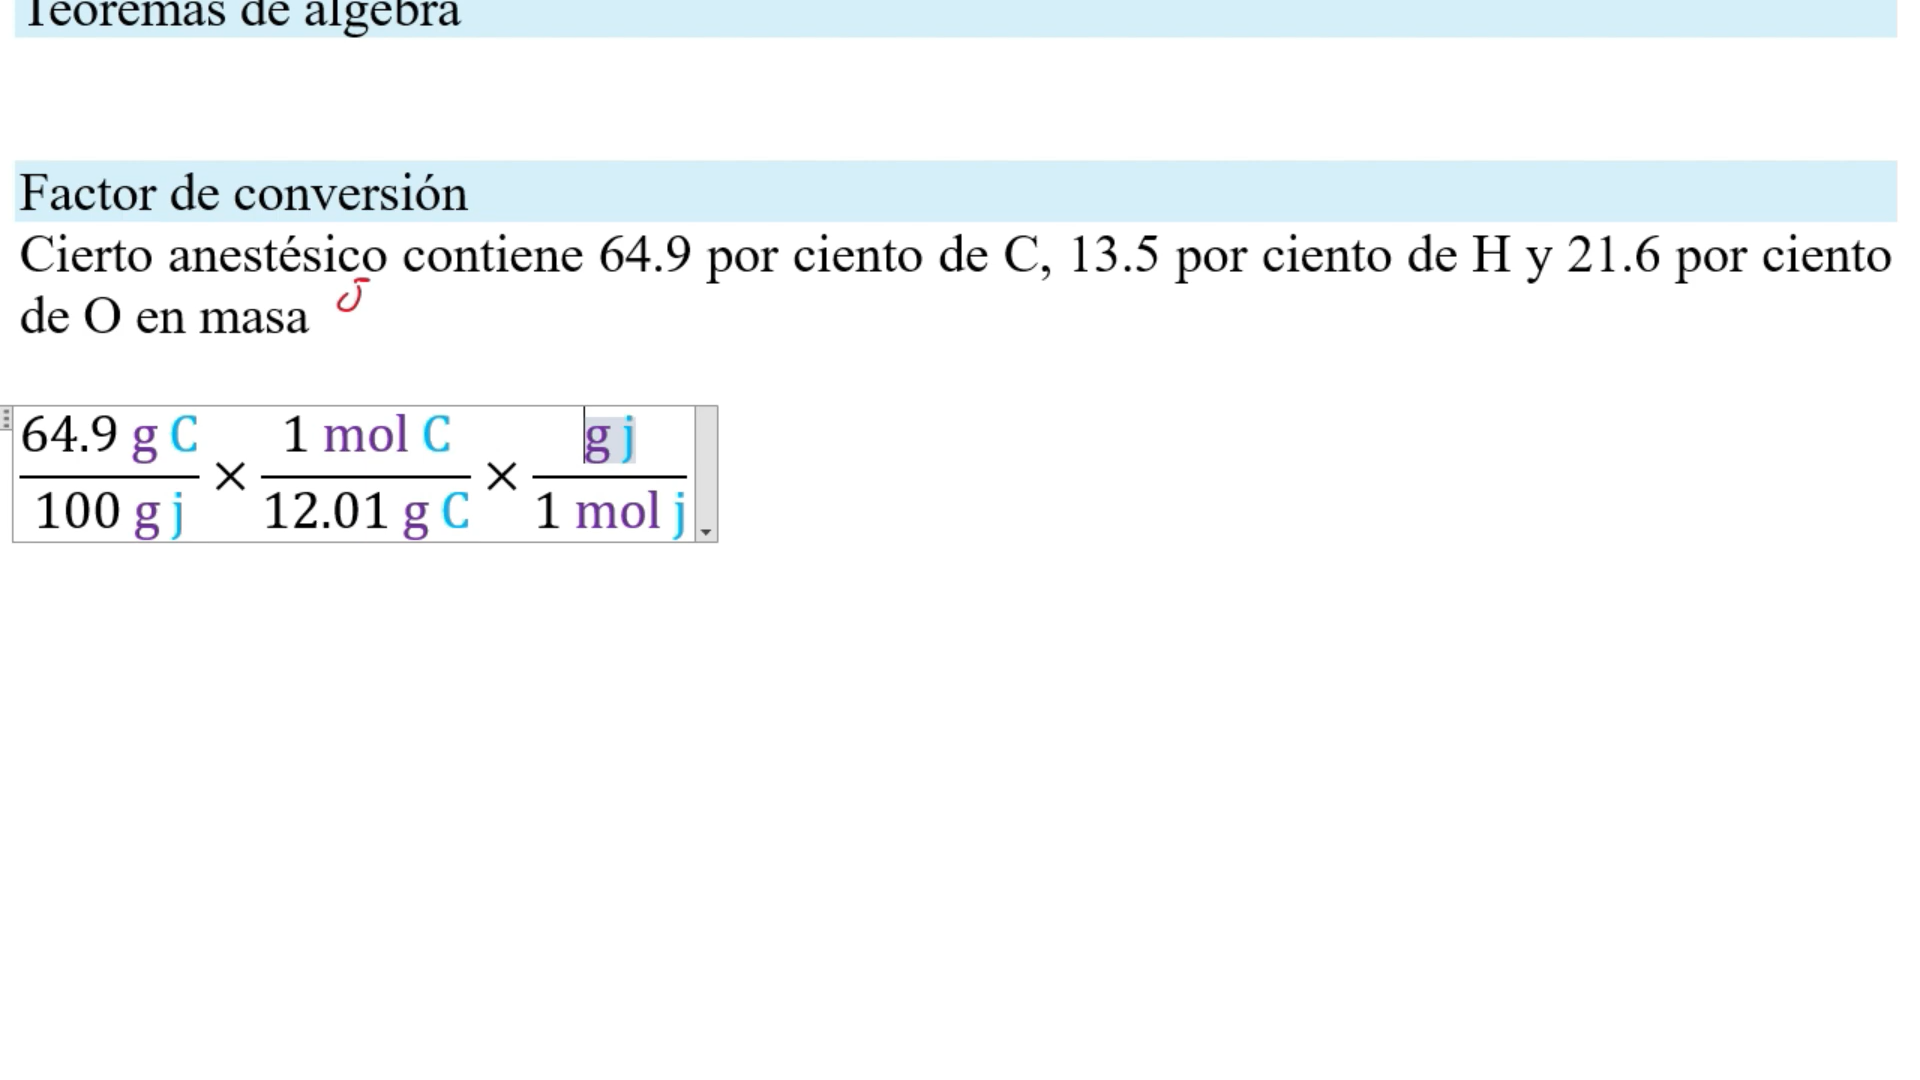 Teoremas de álgebra
Factor de conversión
Cierto anestésico contiene 64.9 por ciento de C, 13.5 por ciento de H y 21.6 por ciento
de O en masa j
64.9 g C / 100 g j × 1 mol C / 12.01 g C × g j / 1 mol j